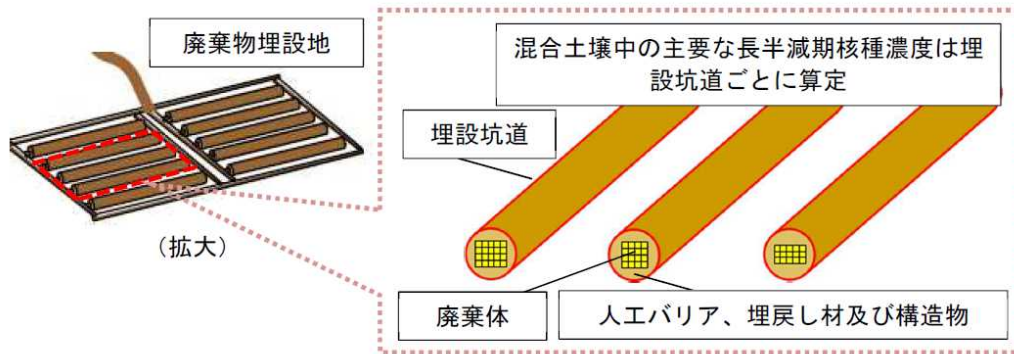 廃棄物埋設地
（拡大）
混合土壌中の主要な長半減期核種濃度は埋
設坑道ごとに算定
埋設坑道
廃棄体
人工バリア、埋戻し材及び構造物